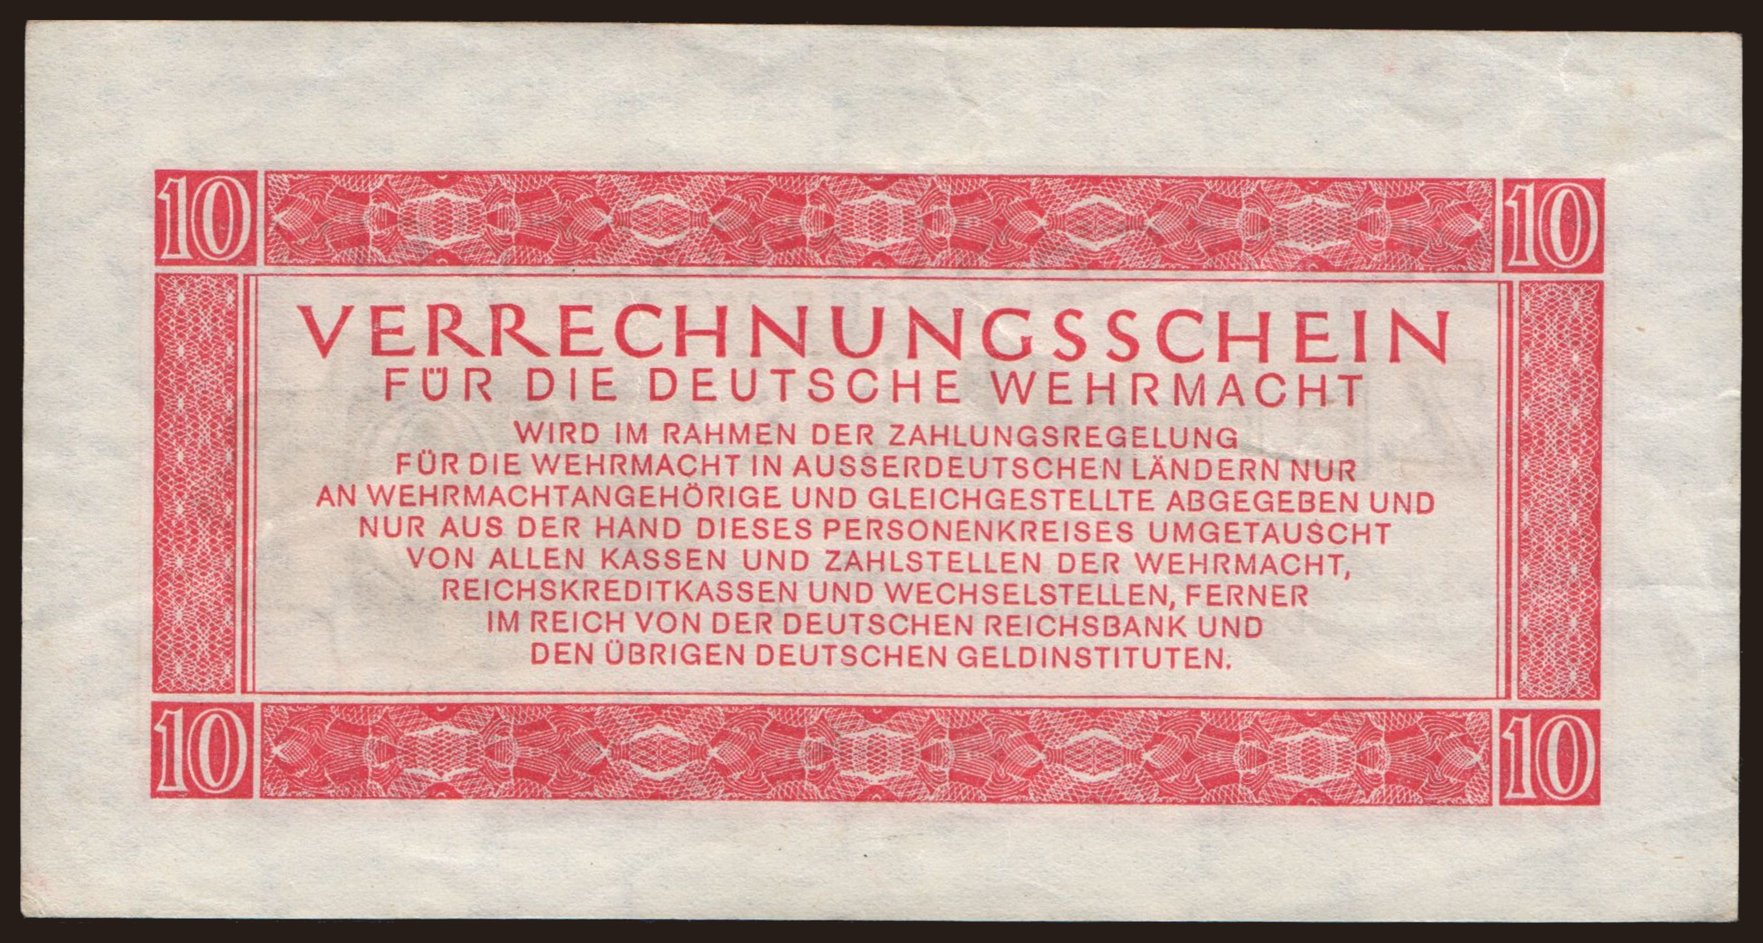 10 10
VERRECHNUNGSSCHEIN
FÜR DIE DEUTSCHE WEHRMACHT
WIRD IM RAHMEN DER ZAHLUNGSREGELUNG
FÜR DIE WEHRMACHT IN AUSSERDEUTSCHEN LÄNDERN NUR
AN WEHRMACHTANGEHÖRIGE UND GLEICHGESTELLTE ABGEGEBEN UND
NUR AUS DER HAND DIESES PERSONENKREISES UMGETAUSCHT
VON ALLEN KASSEN UND ZAHLSTELLEN DER WEHRMACHT,
REICHSKREDITKASSEN UND WECHSELSTELLEN, FERNER
IM REICH VON DER DEUTSCHEN REICHSBANK UND
DEN ÜBRIGEN DEUTSCHEN GELDINSTITUTEN.
10 10